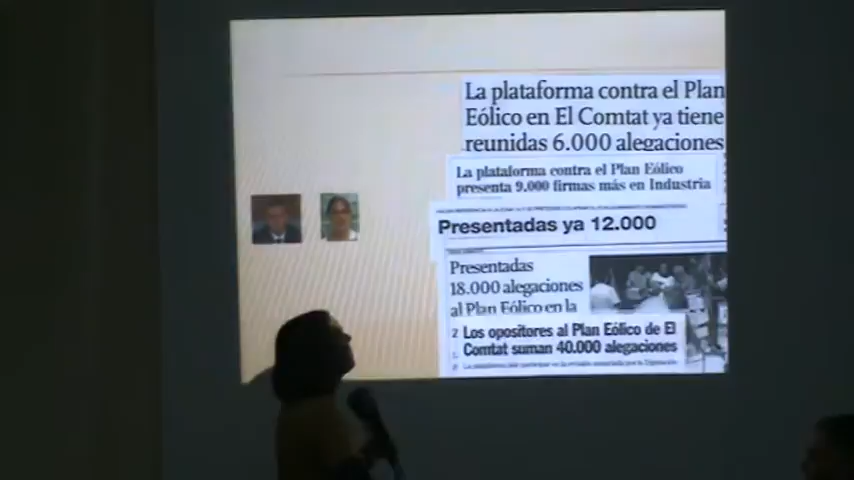 La plataforma contra el Plan
Eólico en El Comtat ya tiene
reunidas 6.000 alegaciones
La plataforma contra el Plan Eólico
presenta 9.000 firmas más en Industria
Presentadas ya 12.000
Presentadas
18.000 alegaciones
al Plan Eólico en la
Los opositores al Plan Eólico de El
Comtat suman 40.000 alegaciones